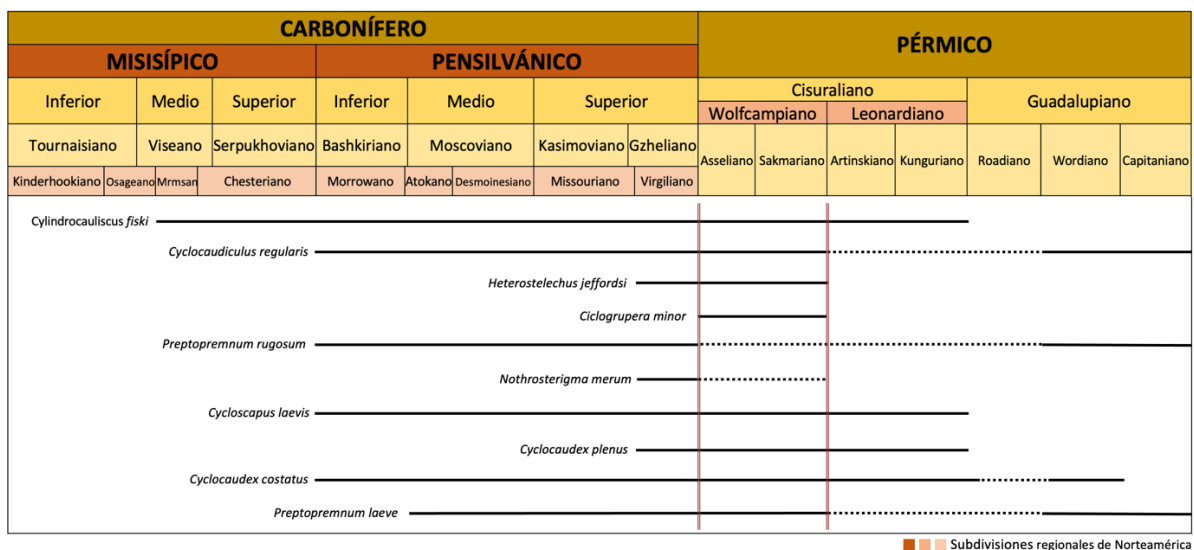 CARBONÍFERO
PÉRMICO
MISISÍPICO
PENSILVÁNICO
Inferior
Medio
Superior
Inferior
Medio
Superior
Cisuraliano
Guadalupiano
Wolfcampiano
Leonardiano
Tournaisiano
Viseano
Serpukhoviano
Bashkiriano
Moscoviano
Kasimoviano
Gzheliano
Asseliano
Sakmariano
Artinskiano
Kunguriano
Roadiano
Wordiano
Capitaniano
Kinderhookiano
Osageano
Mrmsan
Chesteriano
Morrowano
Atokano
Desmoinesiano
Missouriano
Virgiliano
Cylindrocauliscus fiski
Cyclocaudiculus regularis
Heterostelechus jeffordsi
Ciclogrupera minor
Preptopremnum rugosum
Nothrosterigma merum
Cycloscapus laevis
Cyclocaudex plenus
Cyclocaudex costatus
Preptopremnum laeve
Subdivisiones regionales de Norteamérica